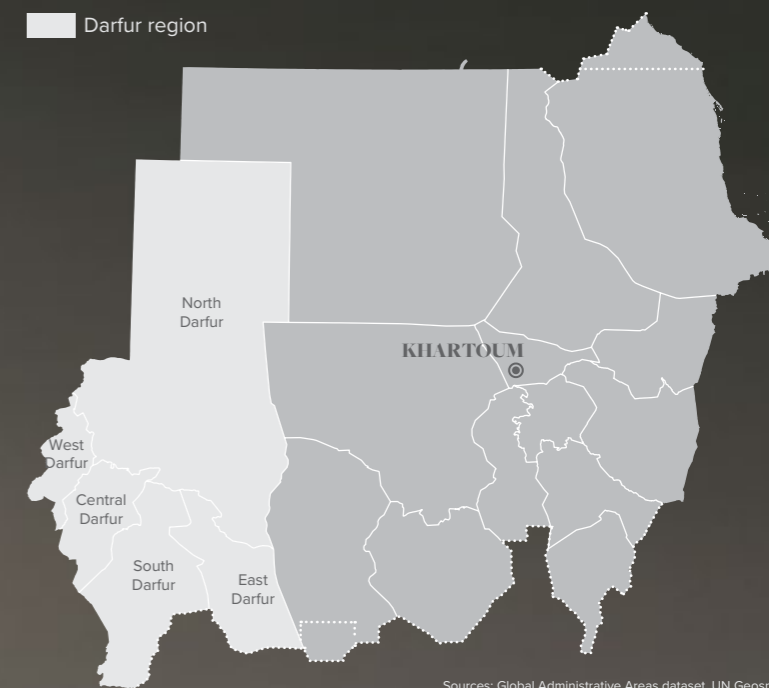 Darfur region
North
Darfur
KHARTOUM
West
Darfur
Central
Darfur
South
Darfur
East
Darfur
Sources: Global Administrative Areas dataset, UN